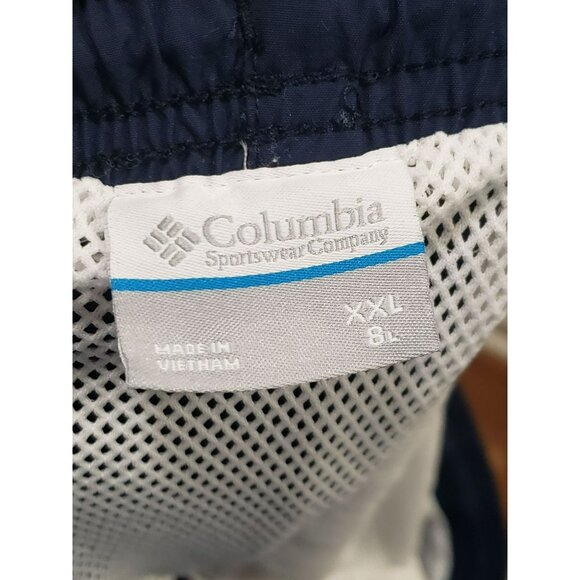 Columbia
Sportswear Company
XXL
8L
MADE IN
VIETNAM